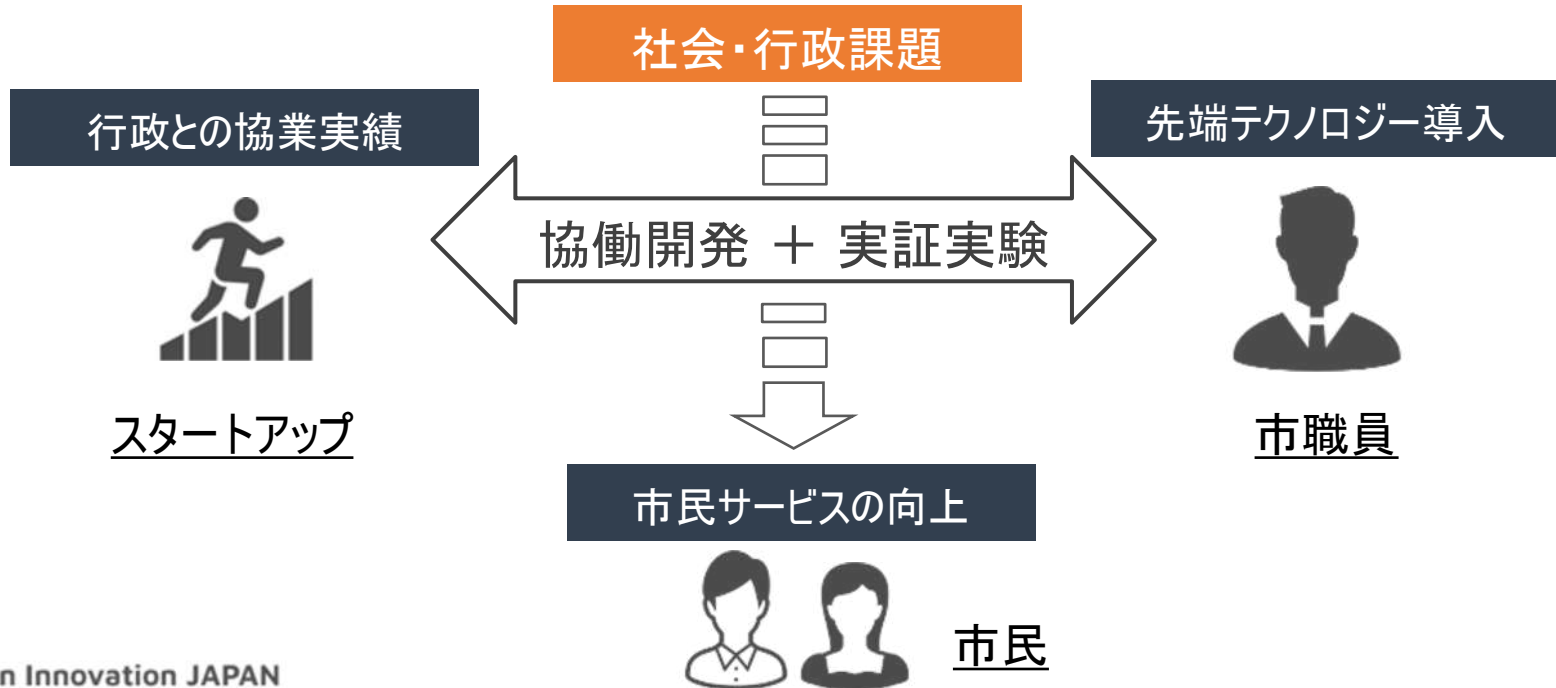 社会・行政課題
行政との協業実績
先端テクノロジー導入
協働開発 ＋ 実証実験
スタートアップ
市職員
市民サービスの向上
市民
n Innovation JAPAN